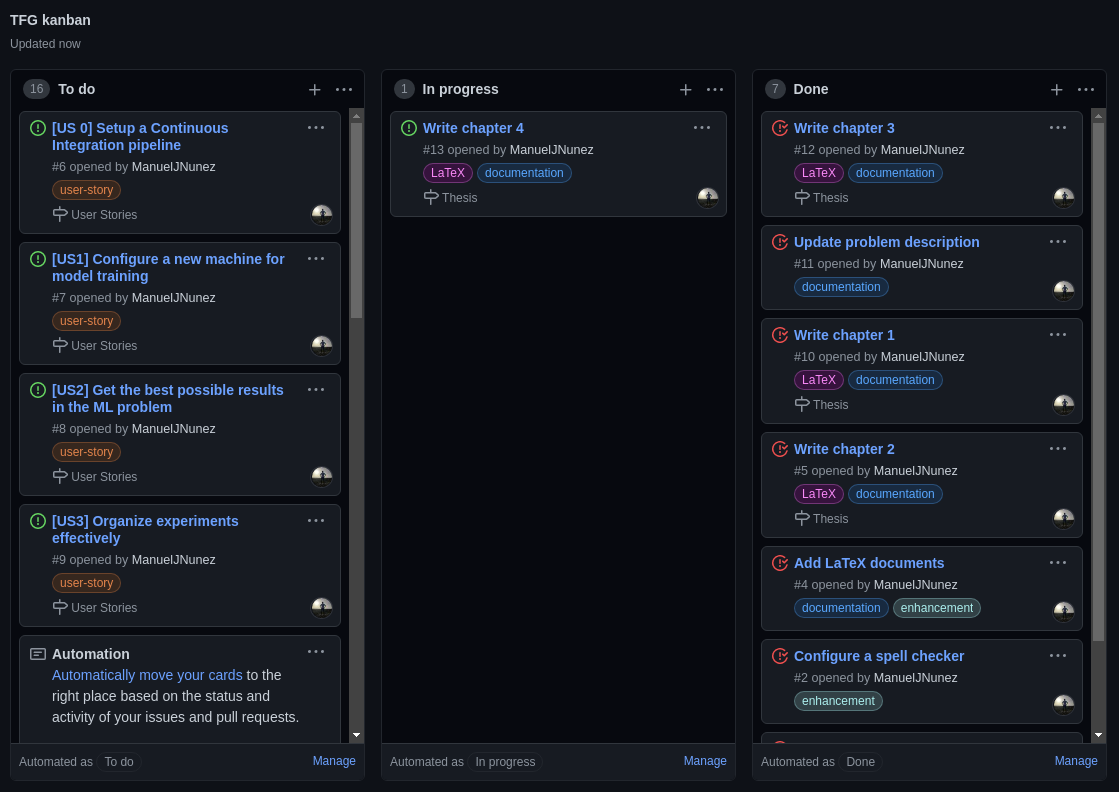 TFG kanban
Updated now
16 To do
[US 0] Setup a Continuous
Integration pipeline
#6 opened by ManuelJNunez
user-story
User Stories
[US1] Configure a new machine for
model training
#7 opened by ManuelJNunez
user-story
User Stories
[US2] Get the best possible results
in the ML problem
#8 opened by ManuelJNunez
user-story
User Stories
[US3] Organize experiments
effectively
#9 opened by ManuelJNunez
user-story
User Stories
Automation
Automatically move your cards to the
right place based on the status and
activity of your issues and pull requests.
Automated as To do Manage
1 In progress
Write chapter 4
#13 opened by ManuelJNunez
LaTeX documentation
Thesis
Automated as In progress Manage
7 Done
Write chapter 3
#12 opened by ManuelJNunez
LaTeX documentation
Thesis
Update problem description
#11 opened by ManuelJNunez
documentation
Write chapter 1
#10 opened by ManuelJNunez
LaTeX documentation
Thesis
Write chapter 2
#5 opened by ManuelJNunez
LaTeX documentation
Thesis
Add LaTeX documents
#4 opened by ManuelJNunez
documentation enhancement
Configure a spell checker
#2 opened by ManuelJNunez
enhancement
Automated as Done Manage